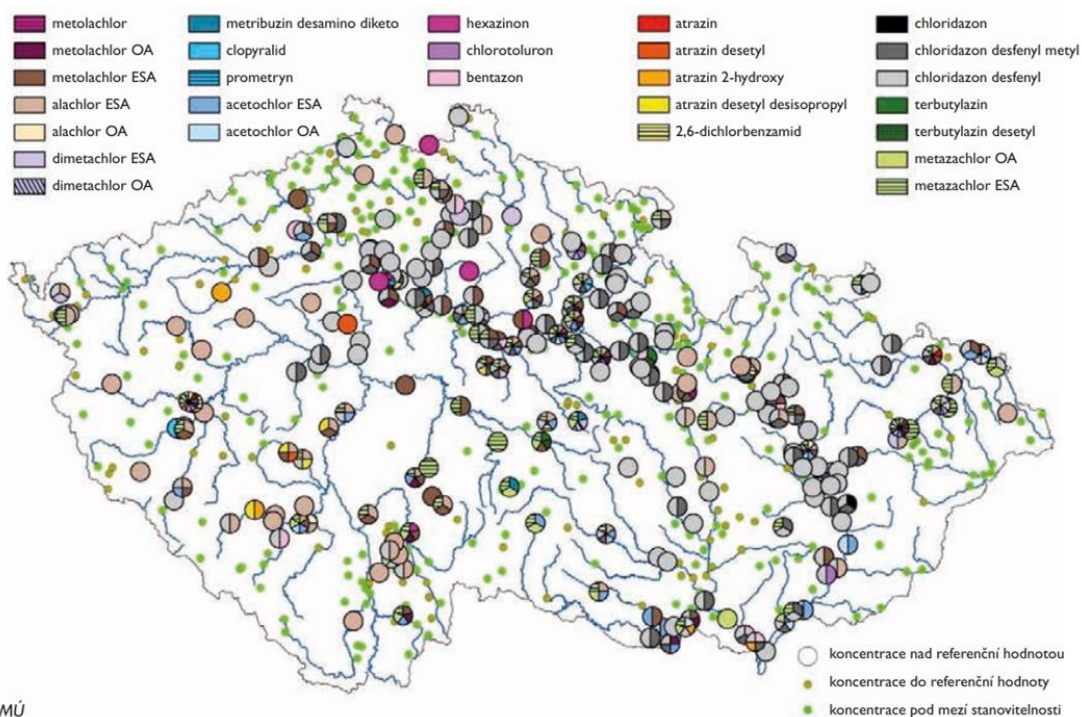 metolachlor
metolachlor OA
metolachlor ESA
alachlor ESA
alachlor OA
dimetachlor ESA
dimetachlor OA
metribuzin desamino diketo
clopyralid
prometryn
acetochlor ESA
acetochlor OA
hexazinon
chlorotoluron
bentazon
atrazin
atrazin desetyl
atrazin 2-hydroxy
atrazin desetyl desisopropyl
2,6-dichlorbenzamid
chloridazon
chloridazon desfenyl metyl
chloridazon desfenyl
terbutylazin
terbutylazin desetyl
metazachlor OA
metazachlor ESA
koncentrace nad referenční hodnotou
koncentrace do referenční hodnoty
koncentrace pod mezí stanovitelnosti
MÚ